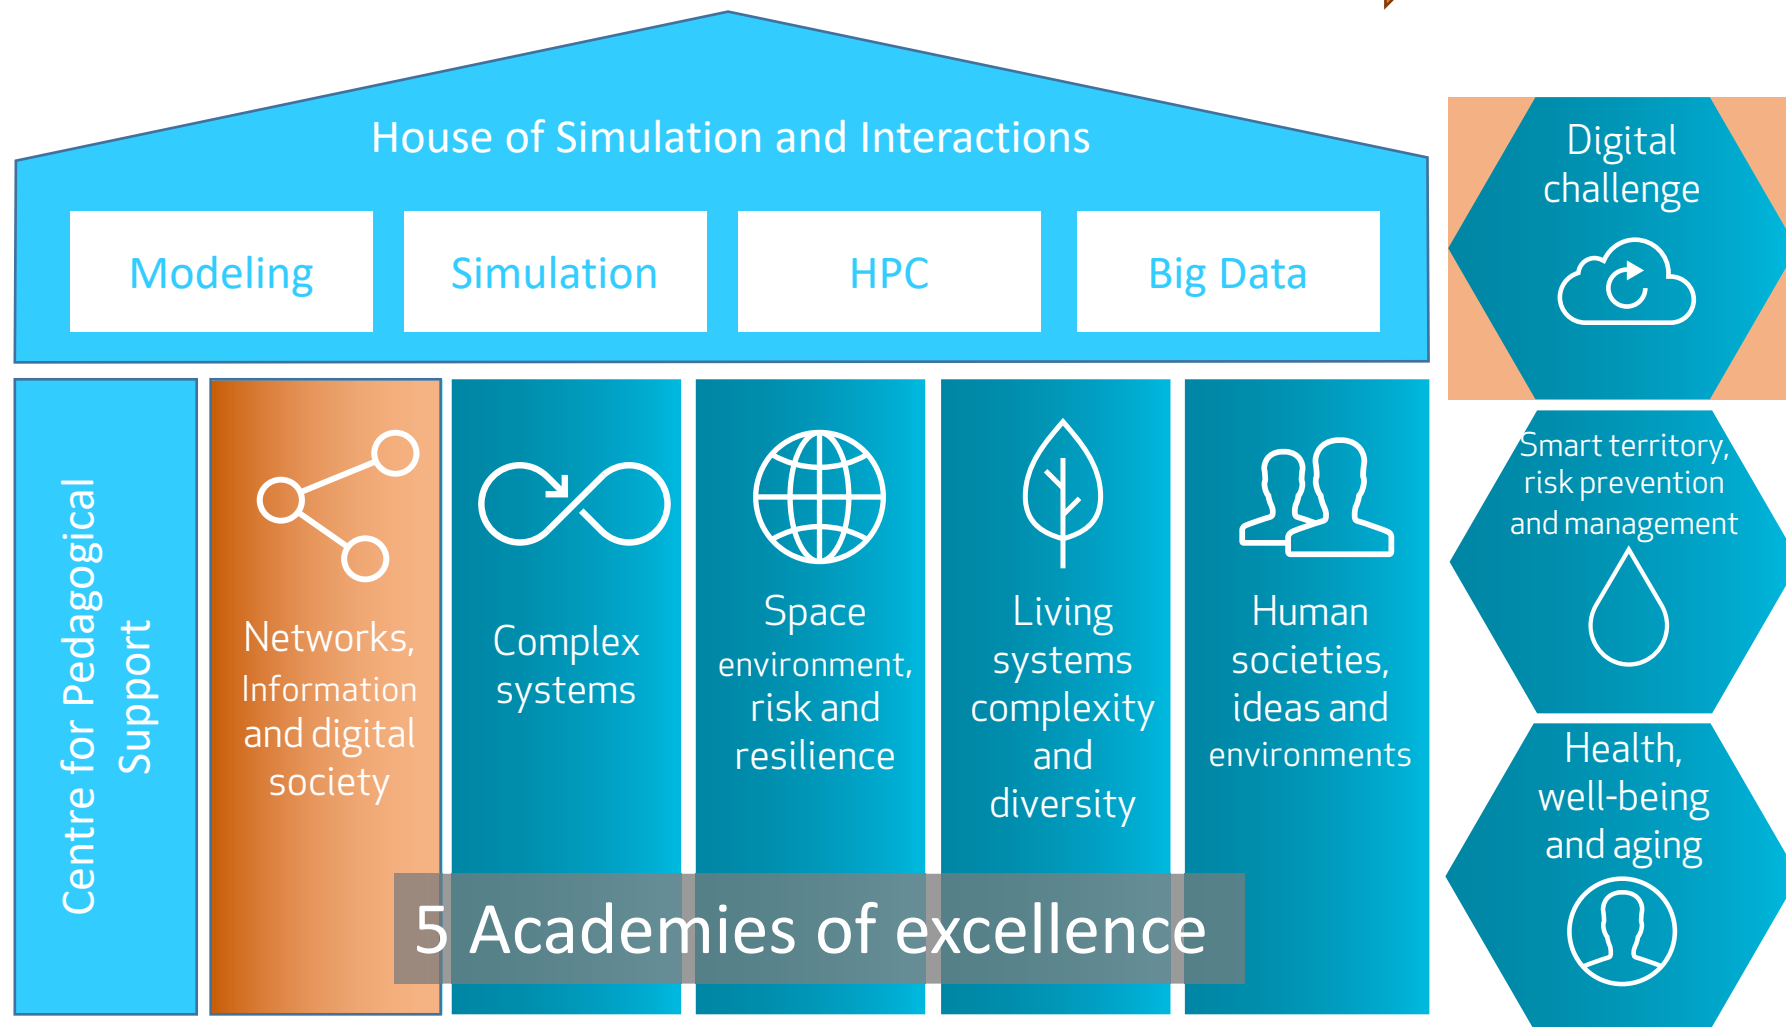 House of Simulation and Interactions
Modeling
Simulation
HPC
Big Data
Centre for Pedagogical
Support
Networks,
Information
and digital
society
Complex
systems
Space
environment,
risk and
resilience
Living
systems
complexity
and
diversity
Human
societies,
ideas and
environments
5 Academies of excellence
Digital
challenge
Smart territory,
risk prevention
and management
Health,
well-being
and aging